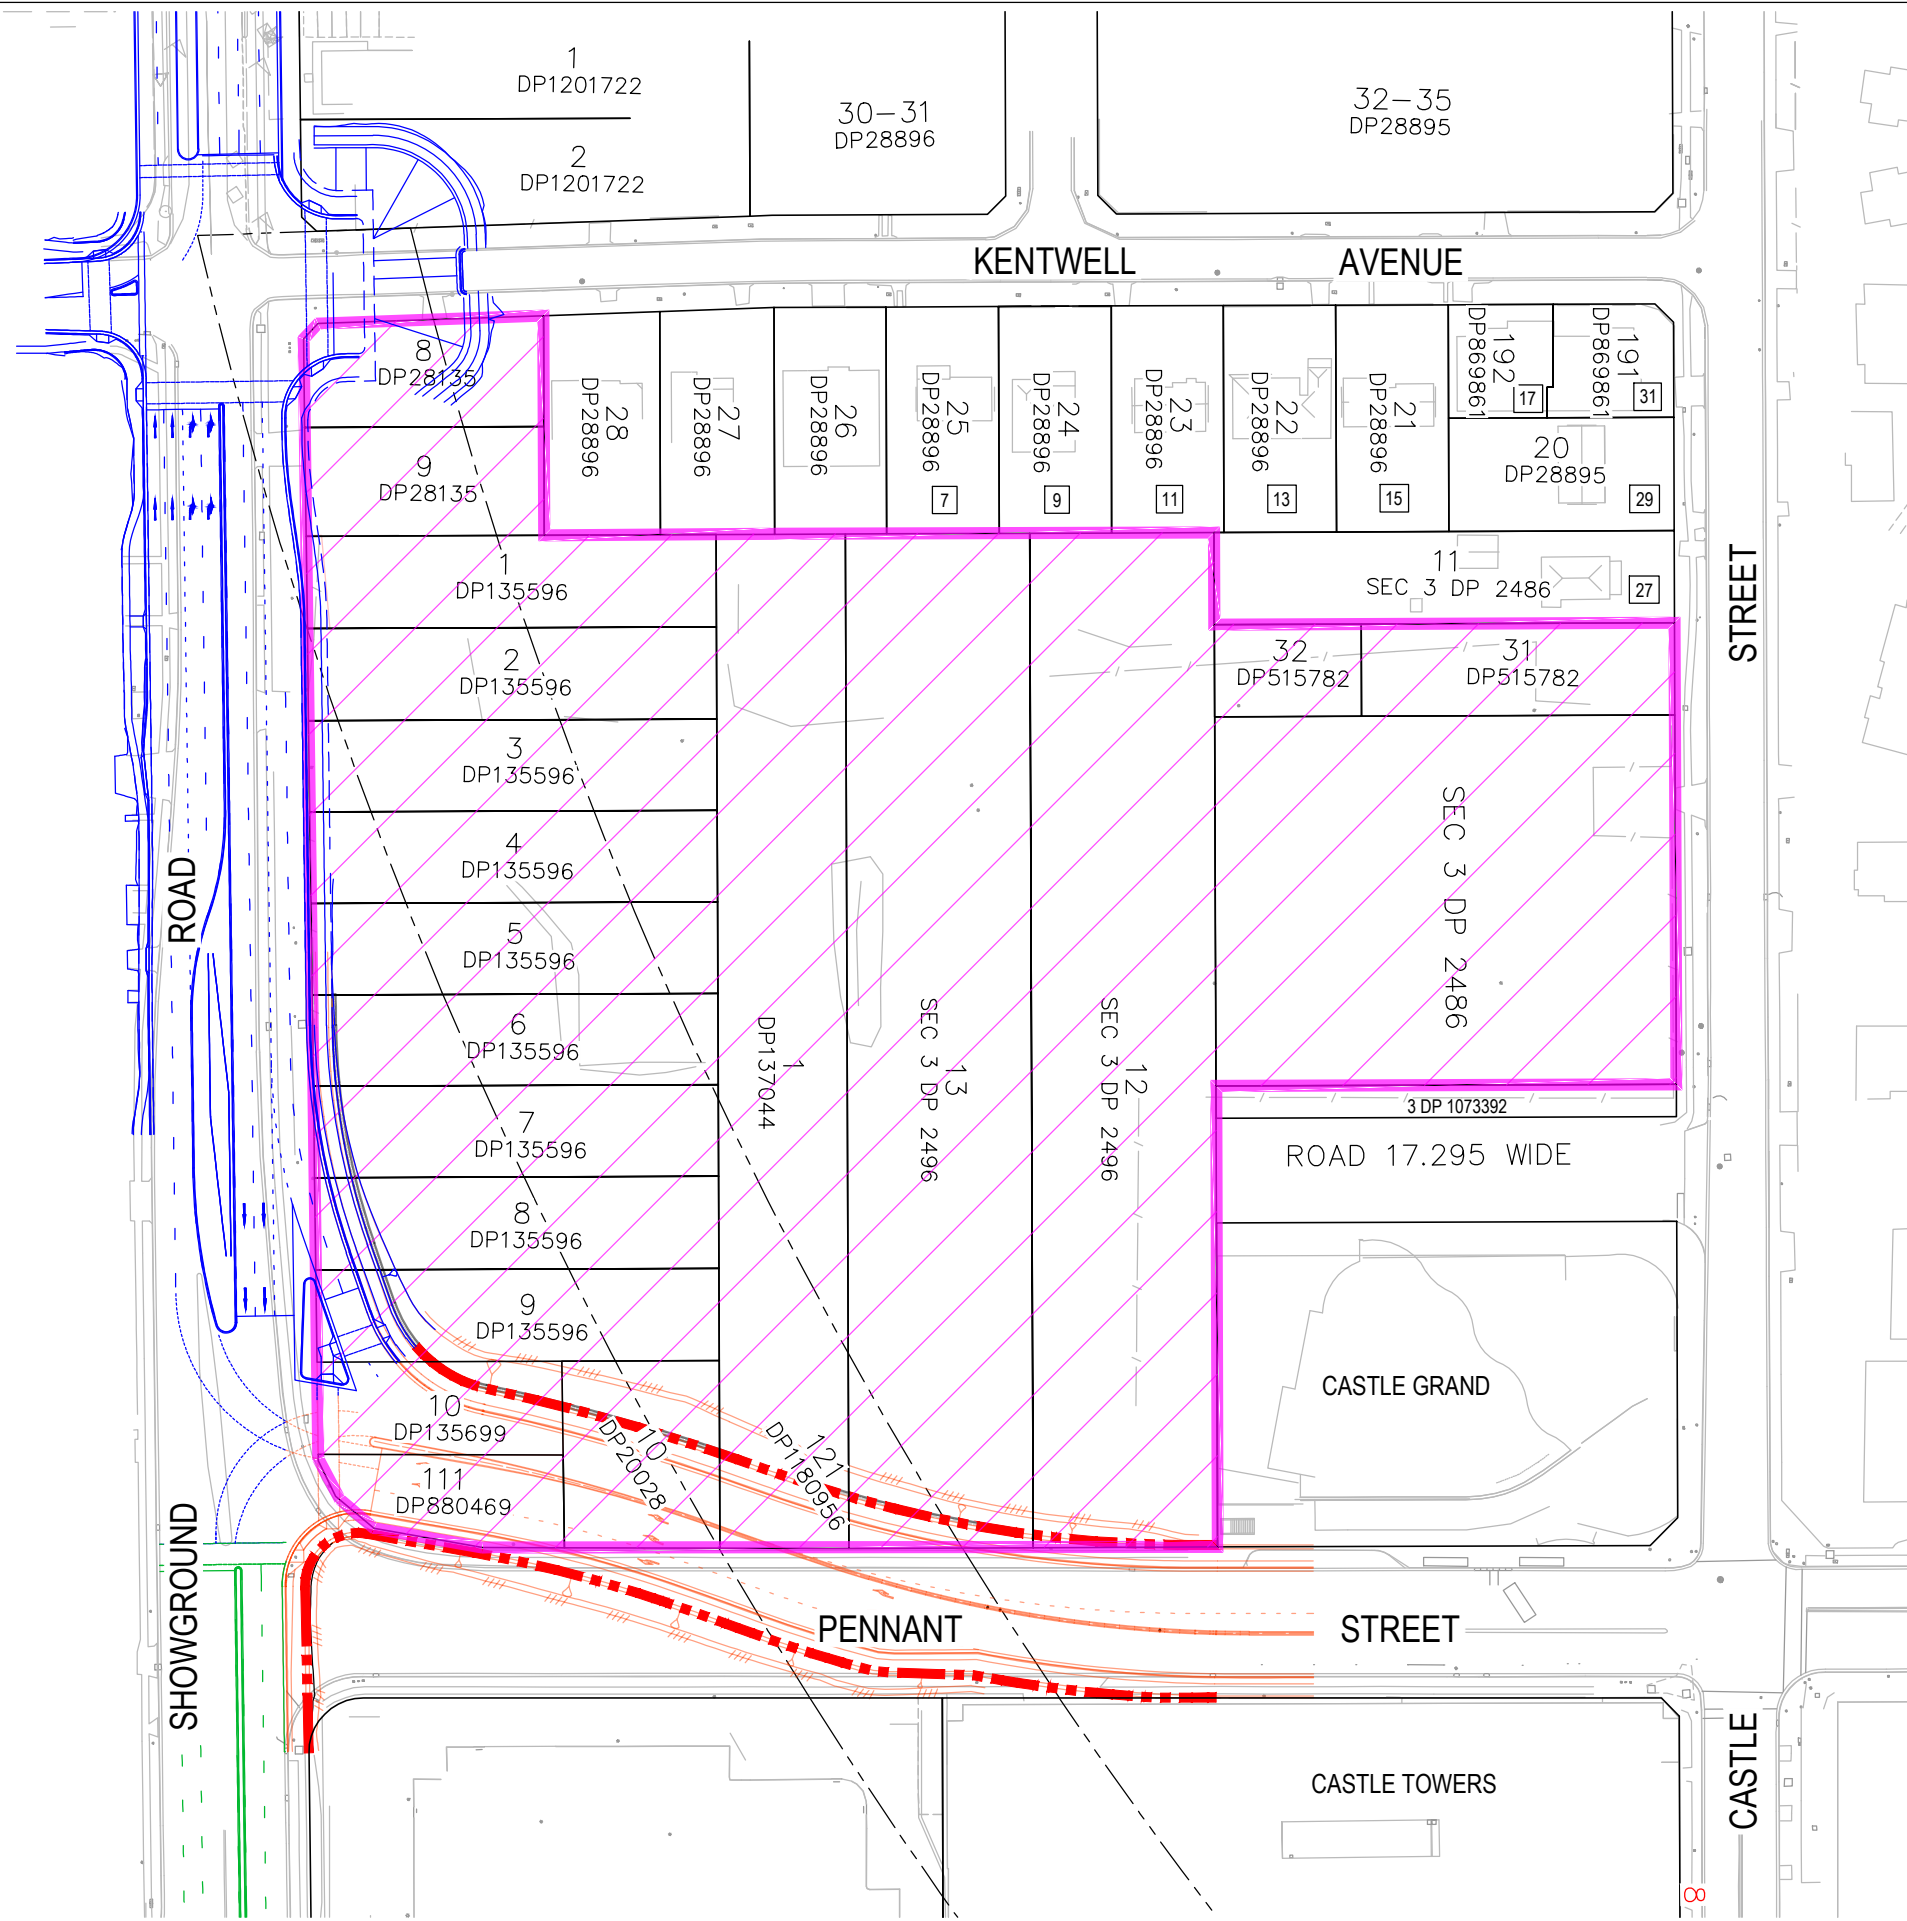 1
DP1201722
2
DP1201722
30-31
DP28896
32-35
DP28895
KENTWELL AVENUE
8
DP28135
9
DP28135
28
DP28896
27
DP28896
26
DP28896
25
DP28896
7
24
DP28896
9
23
DP28896
11
22
DP28896
13
21
DP28896
15
192
DP869861
17
191
DP869861
31
20
DP28895
29
11
SEC 3 DP 2486
27
STREET
1
DP135596
2
DP135596
3
DP135596
4
DP135596
5
DP135596
6
DP135596
7
DP135596
8
DP135596
9
DP135596
10
DP135699
111
DP880469
10
DP20028
121
DP1180956
1
DP137044
13
SEC 3 DP 2496
12
SEC 3 DP 2496
32
DP515782
31
DP515782
SEC 3 DP 2486
3 DP 1073392
ROAD 17.295 WIDE
CASTLE GRAND
ROAD
SHOWGROUND
PENNANT STREET
CASTLE TOWERS
CASTLE
8